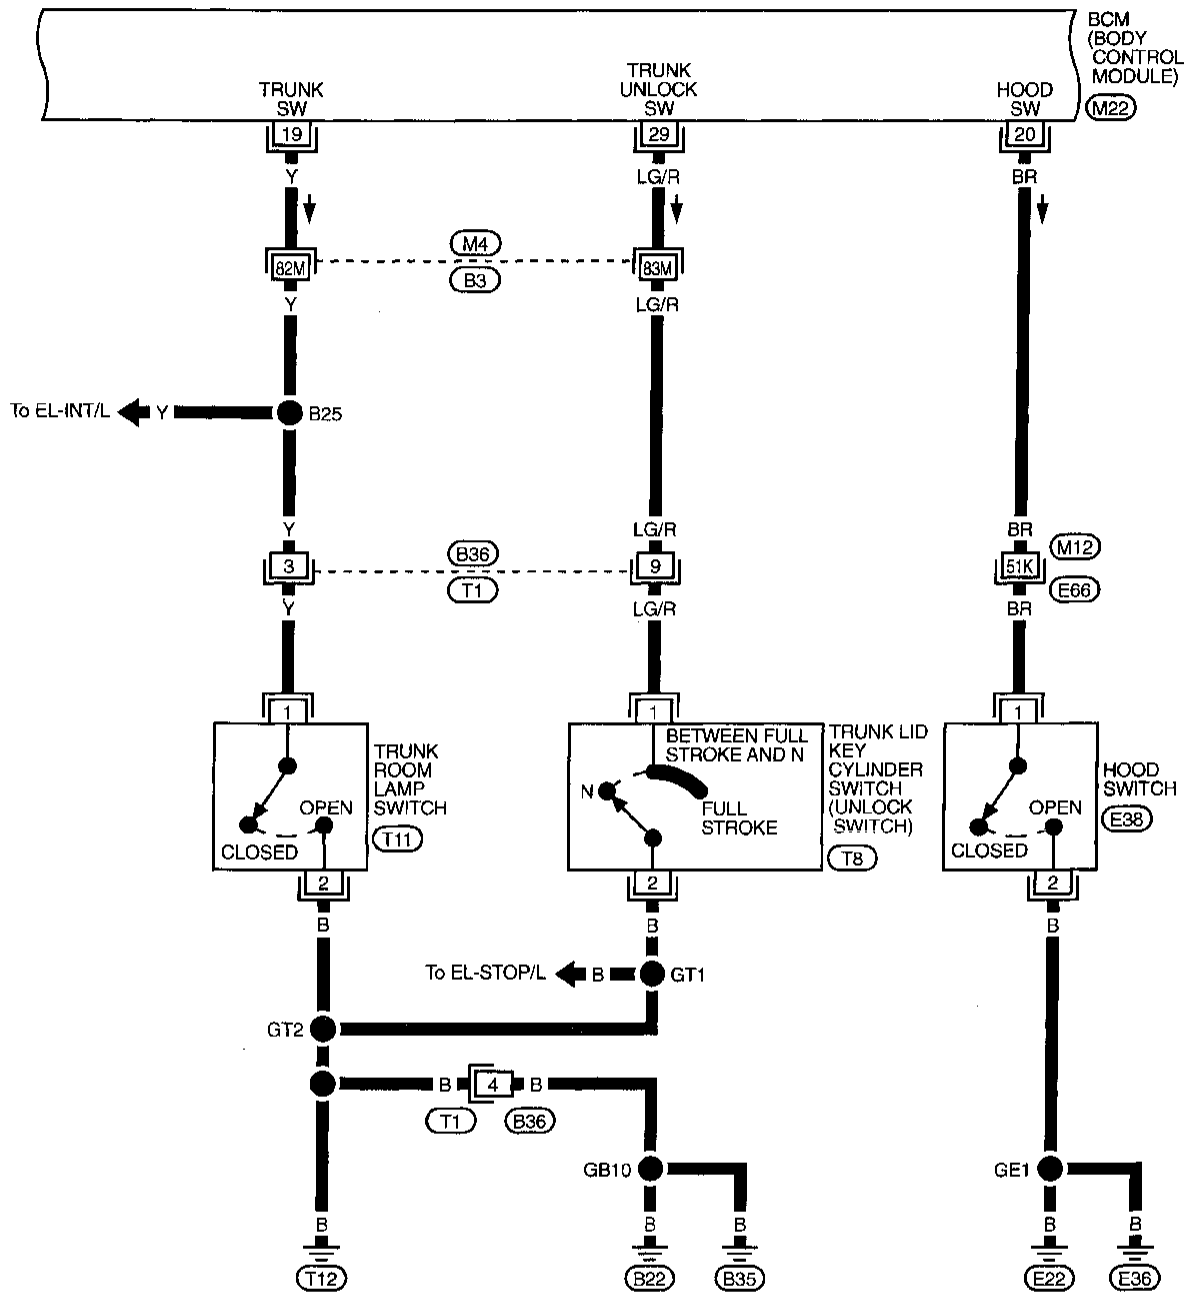 BCM
(BODY
CONTROL
MODULE)
M22
TRUNK
SW
TRUNK
UNLOCK
SW
HOOD
SW
19
29
20
Y
LG/R
BR
82M
M4
B3
83M
Y
LG/R
To EL-INT/L
Y
B25
Y
LG/R
BR
3
B36
T1
9
51K
M12
E66
Y
LG/R
BR
1
1
1
TRUNK
ROOM
LAMP
SWITCH
T11
OPEN
CLOSED
BETWEEN FULL
STROKE AND N
N
FULL
STROKE
TRUNK LID
KEY
CYLINDER
SWITCH
(UNLOCK
SWITCH)
T8
OPEN
CLOSED
HOOD
SWITCH
E38
2
2
2
B
B
B
To EL-STOP/L
B
GT1
GT2
B
4
B
T1
B36
GB10
GE1
B
B
B
B
B
T12
B22
B35
E22
E36